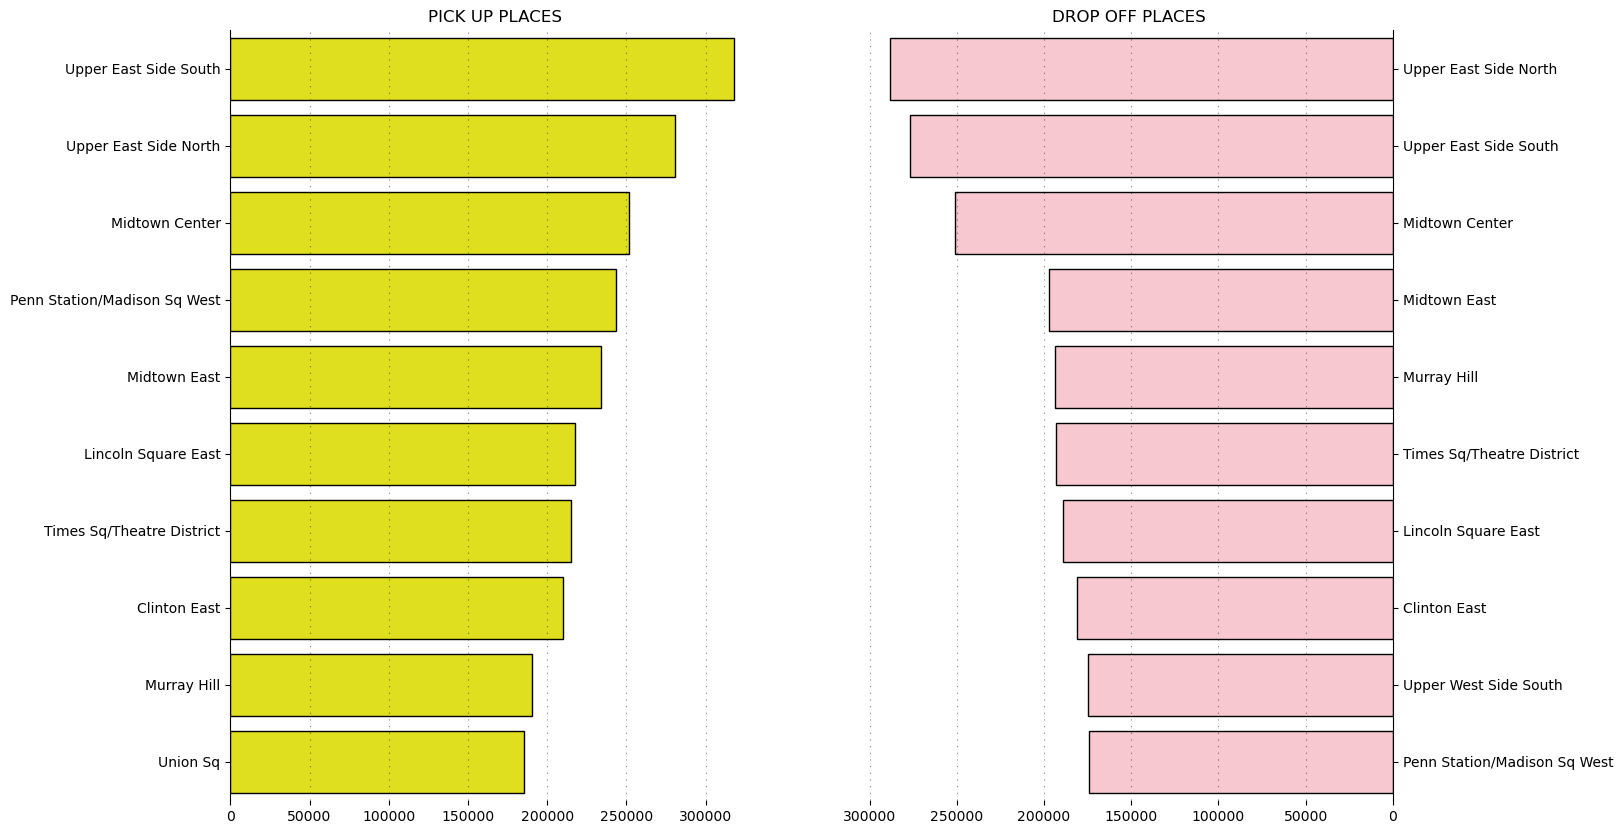 PICK UP PLACES
Upper East Side South
Upper East Side North
Midtown Center
Penn Station/Madison Sq West
Midtown East
Lincoln Square East
Times Sq/Theatre District
Clinton East
Murray Hill
Union Sq
0 50000 100000 150000 200000 250000 300000
DROP OFF PLACES
Upper East Side North
Upper East Side South
Midtown Center
Midtown East
Murray Hill
Times Sq/Theatre District
Lincoln Square East
Clinton East
Upper West Side South
Penn Station/Madison Sq West
300000 250000 200000 150000 100000 50000 0